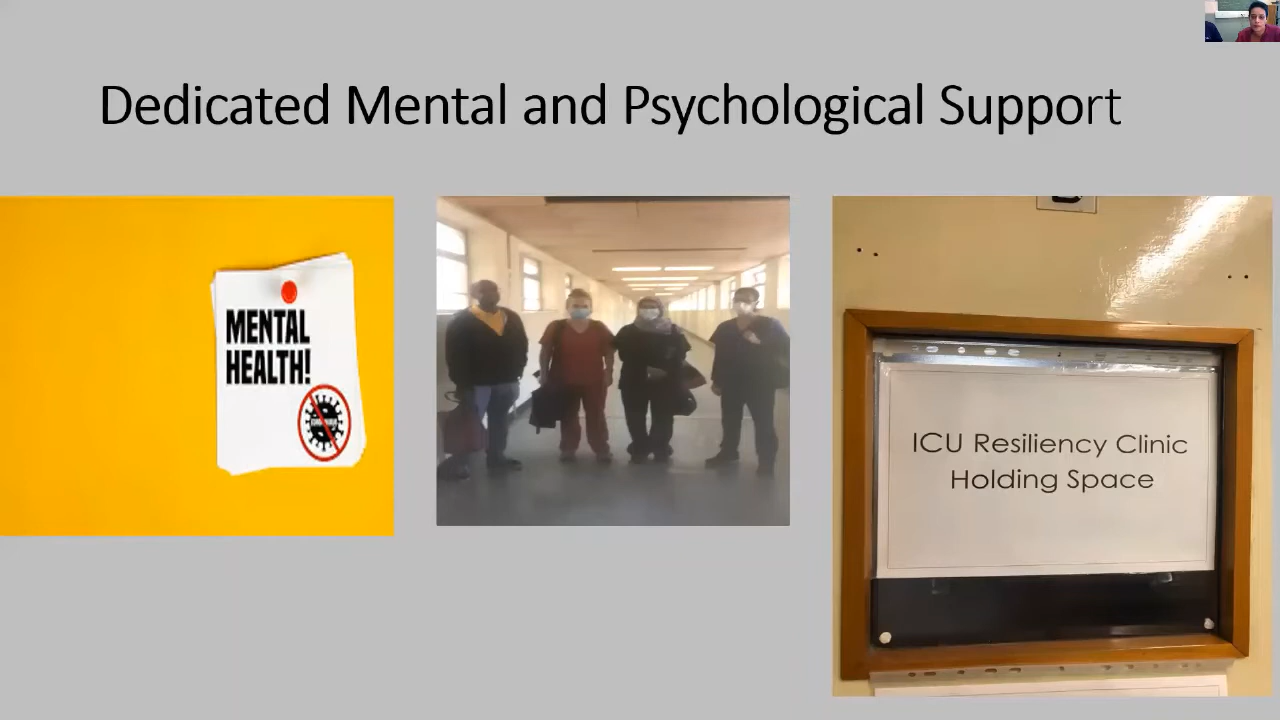 Dedicated Mental and Psychological Support
MENTAL
HEALTH!
ICU Resiliency Clinic
Holding Space